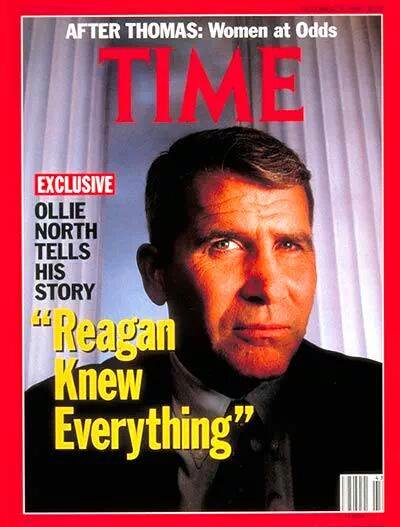 AFTER THOMAS: Women at Odds
TIME
EXCLUSIVE
OLLIE
NORTH
TELLS
HIS
STORY
“Reagan
Knew
Everything”